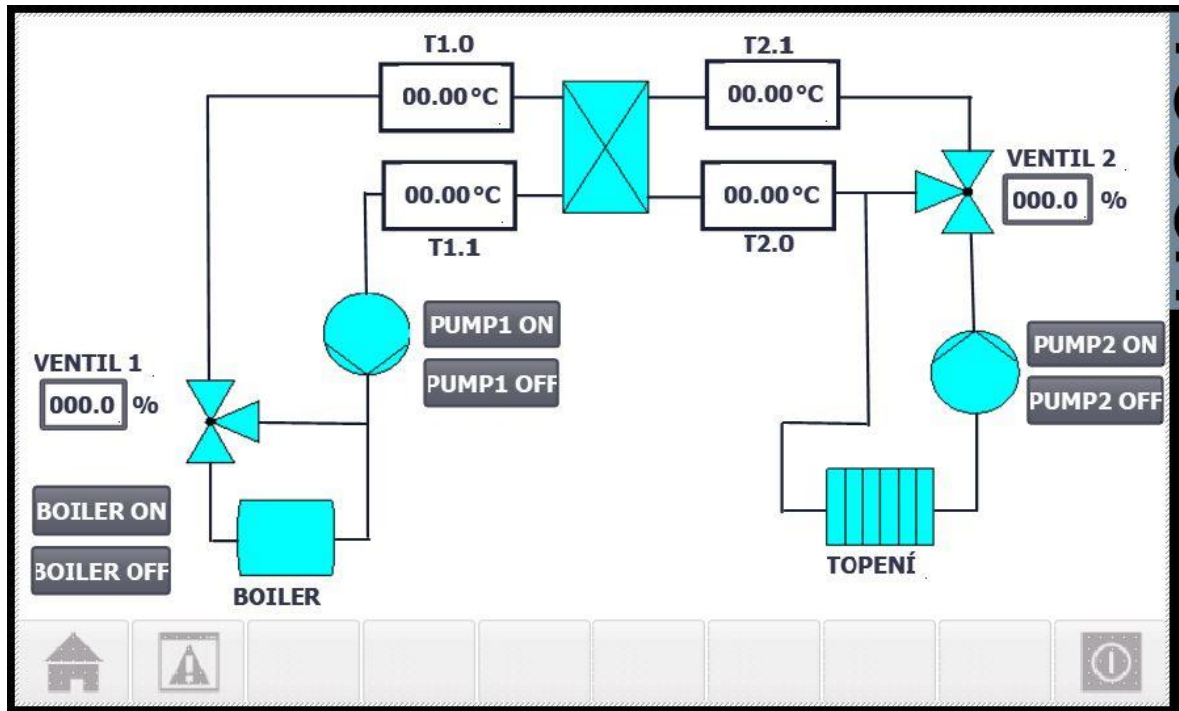 T1.0
T2.1
00.00°C
00.00°C
VENTIL 2
000.0 %
00.00°C
00.00°C
T1.1
T2.0
PUMP1 ON
PUMP2 ON
VENTIL 1
PUMP1 OFF
PUMP2 OFF
000.0 %
BOILER ON
TOPENÍ
BOILER OFF
BOILER